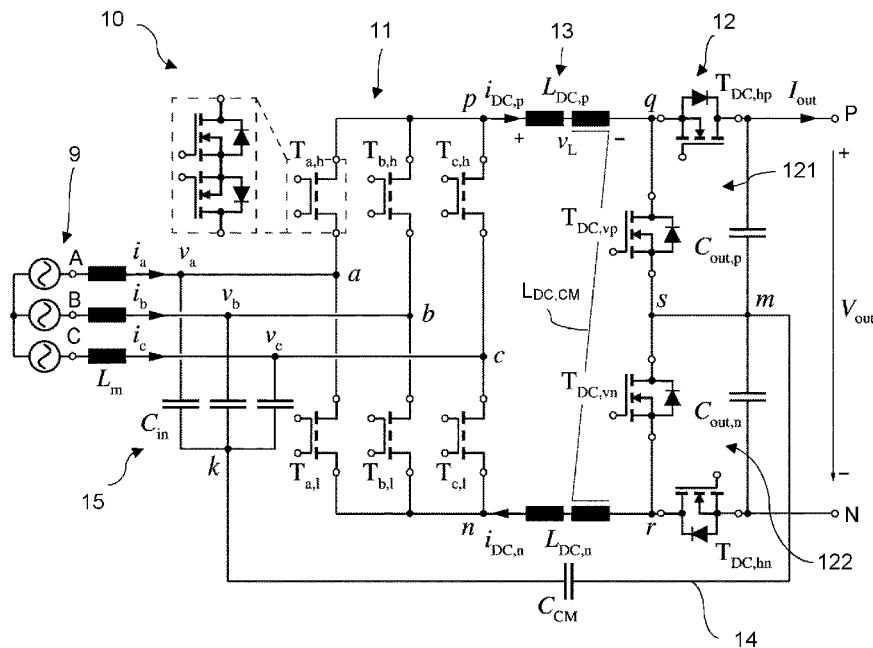 10
11
13
12
p
i_DC,p
L_DC,p
q
T_DC,hp
I_out
P
+
v_L
−
+
T_a,h
T_b,h
T_c,h
121
9
T_DC,vp
C_out,p
A
i_a
v_a
a
B
i_b
v_b
b
L_DC,CM
s
m
V_out
C
i_c
v_c
c
L_m
T_DC,vn
C_in
C_out,n
k
T_a,l
T_b,l
T_c,l
15
−
n
i_DC,n
L_DC,n
r
N
T_DC,hn
122
C_CM
14